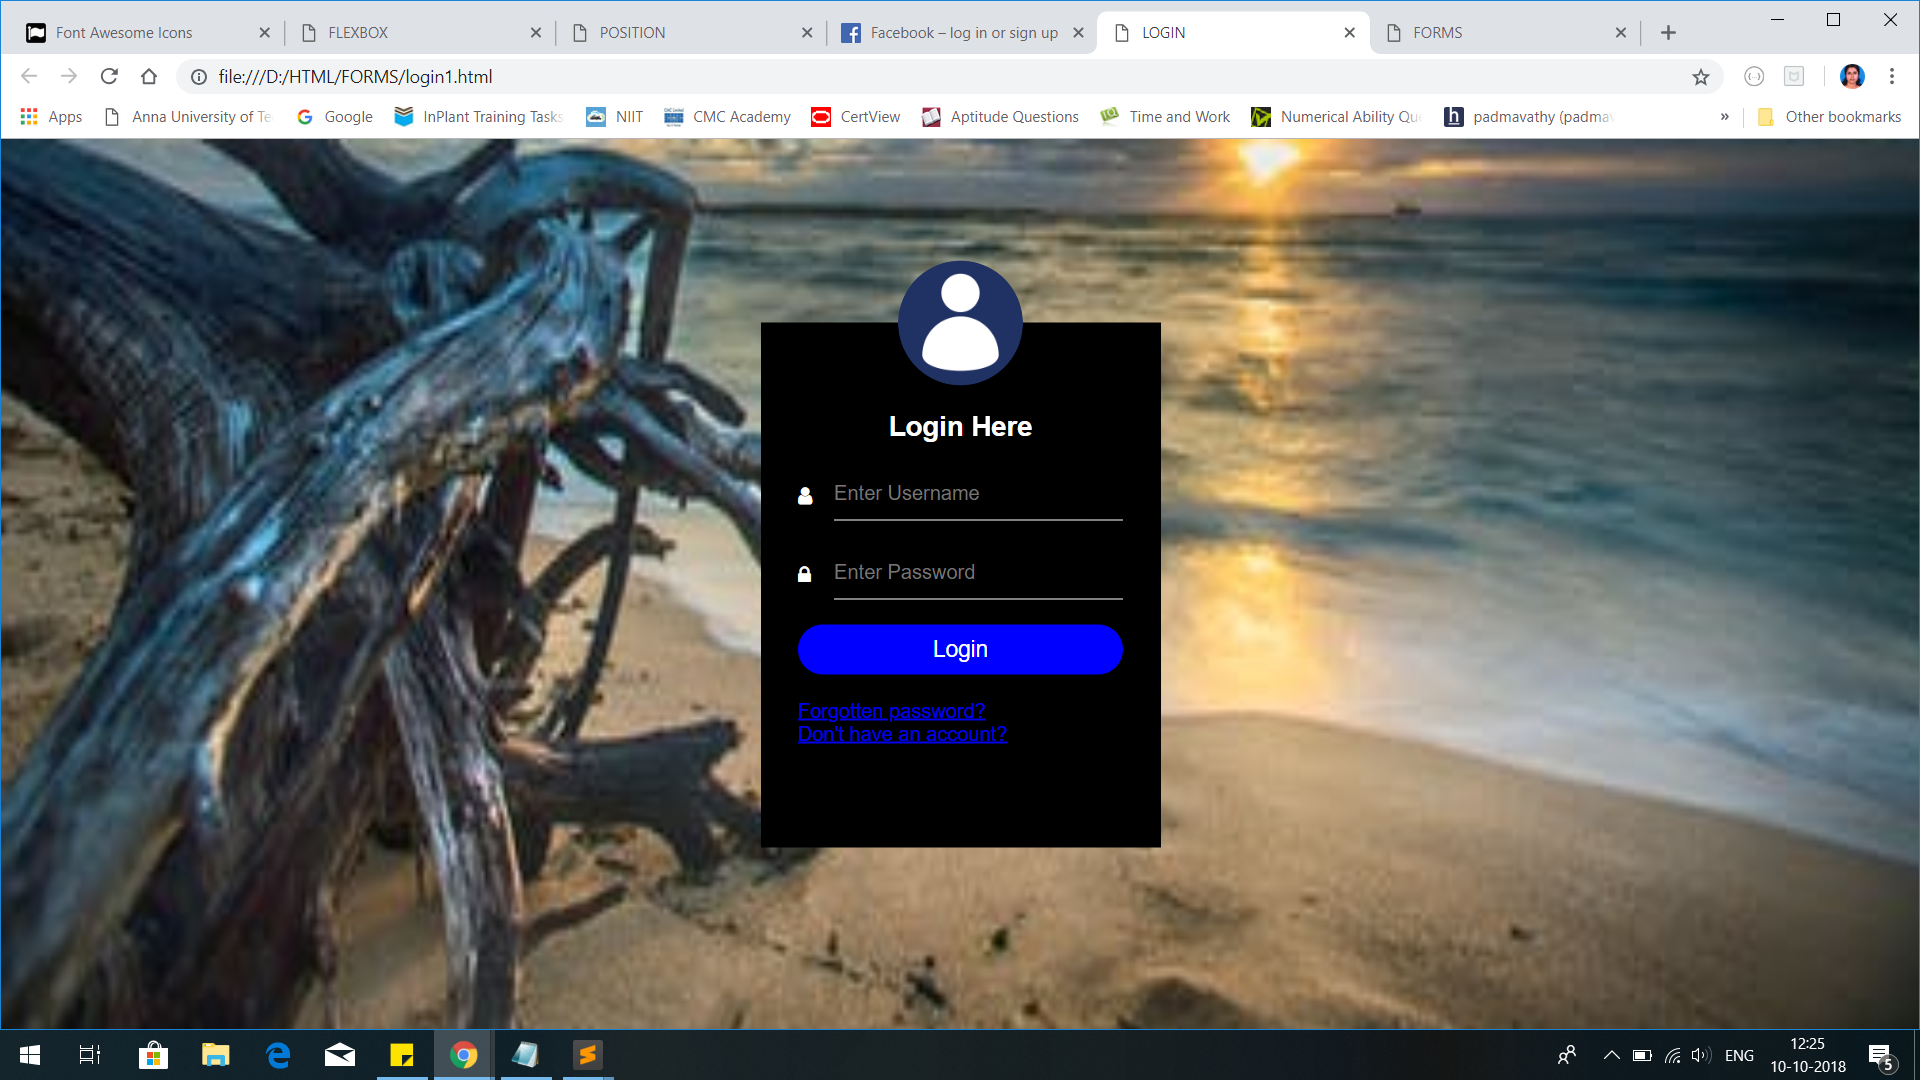 Font Awesome Icons
FLEXBOX
POSITION
Facebook – log in or sign up
LOGIN
FORMS
file:///D:/HTML/FORMS/login1.html
Apps
Anna University of Te
Google
InPlant Training Tasks
NIIT
CMC Academy
CertView
Aptitude Questions
Time and Work
Numerical Ability Qu
padmavathy (padma
»
Other bookmarks
Login Here
Enter Username
Enter Password
Login
Forgotten password?
Don't have an account?
ENG
12:25
10-10-2018
5